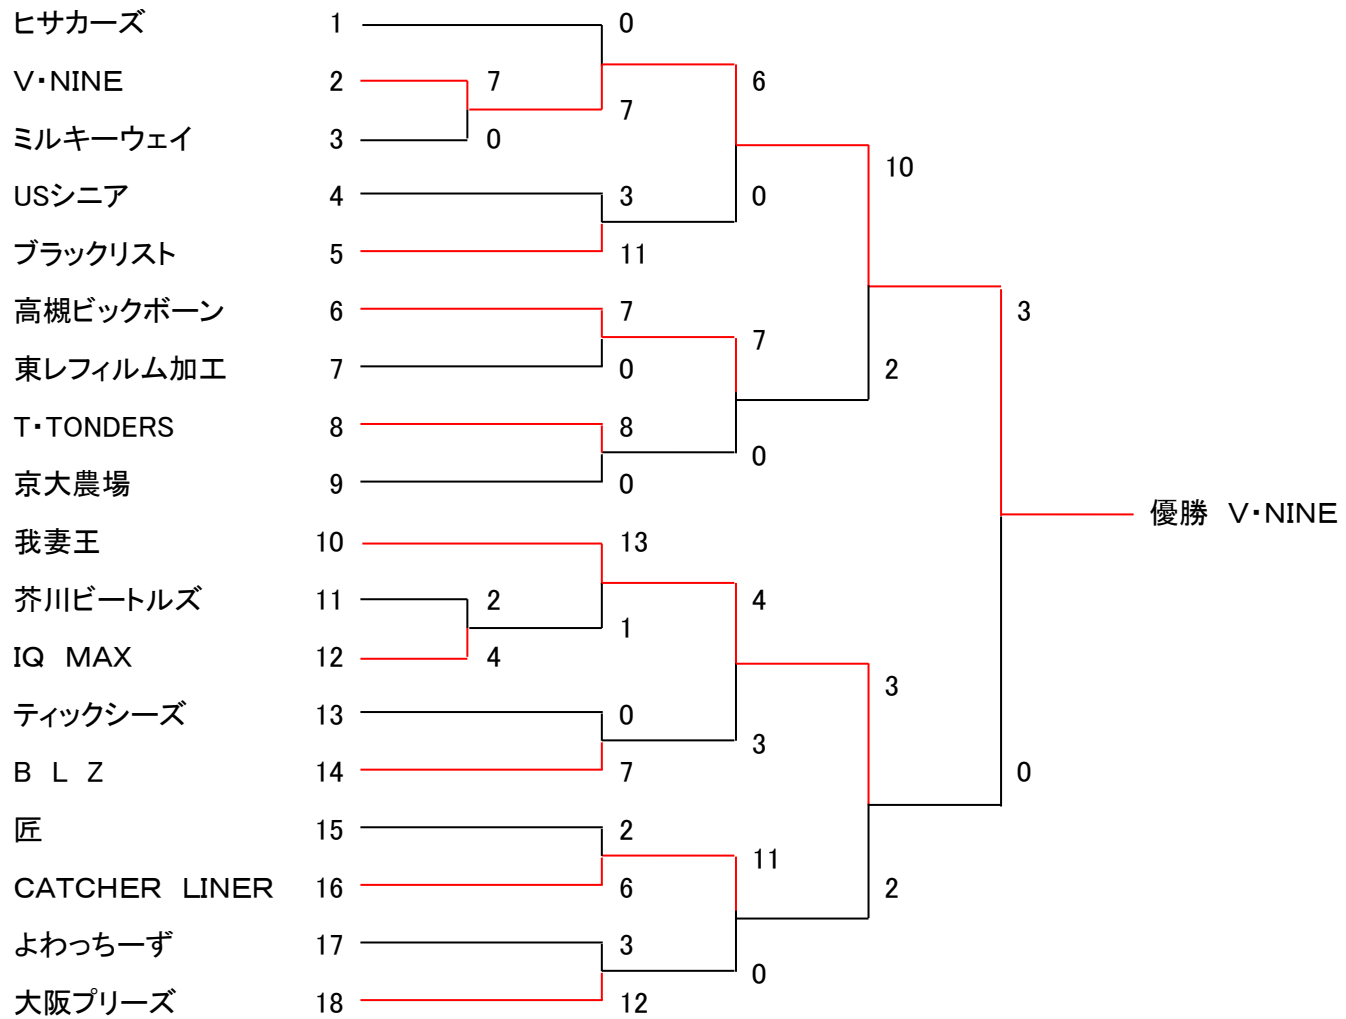 ヒサカーズ 1 0
V・NINE 2 7 6
7
ミルキーウェイ 3 0
10
USシニア 4 3 0
ブラックリスト 5 11
高槻ビックボーン 6 7 3
7
東レフィルム加工 7 0 2
T・TONDERS 8 8
0
京大農場 9 0
優勝 V・NINE
我妻王 10 13
芥川ビートルズ 11 2 4
1
IQ MAX 12 4
3
ティックシーズ 13 0
3
B L Z 14 7 0
匠 15 2
11
CATCHER LINER 16 6 2
よわっちーず 17 3
0
大阪ブリーズ 18 12